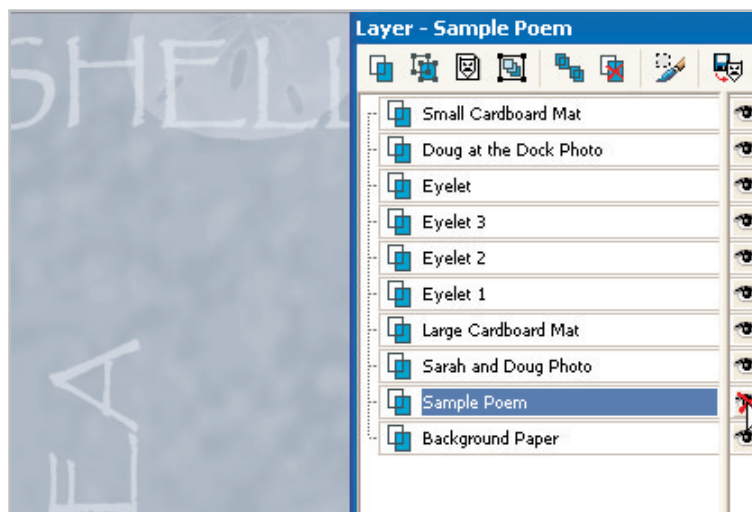 SHELL
EA
Layer - Sample Poem
Small Cardboard Mat
Doug at the Dock Photo
Eyelet
Eyelet 3
Eyelet 2
Eyelet 1
Large Cardboard Mat
Sarah and Doug Photo
Sample Poem
Background Paper